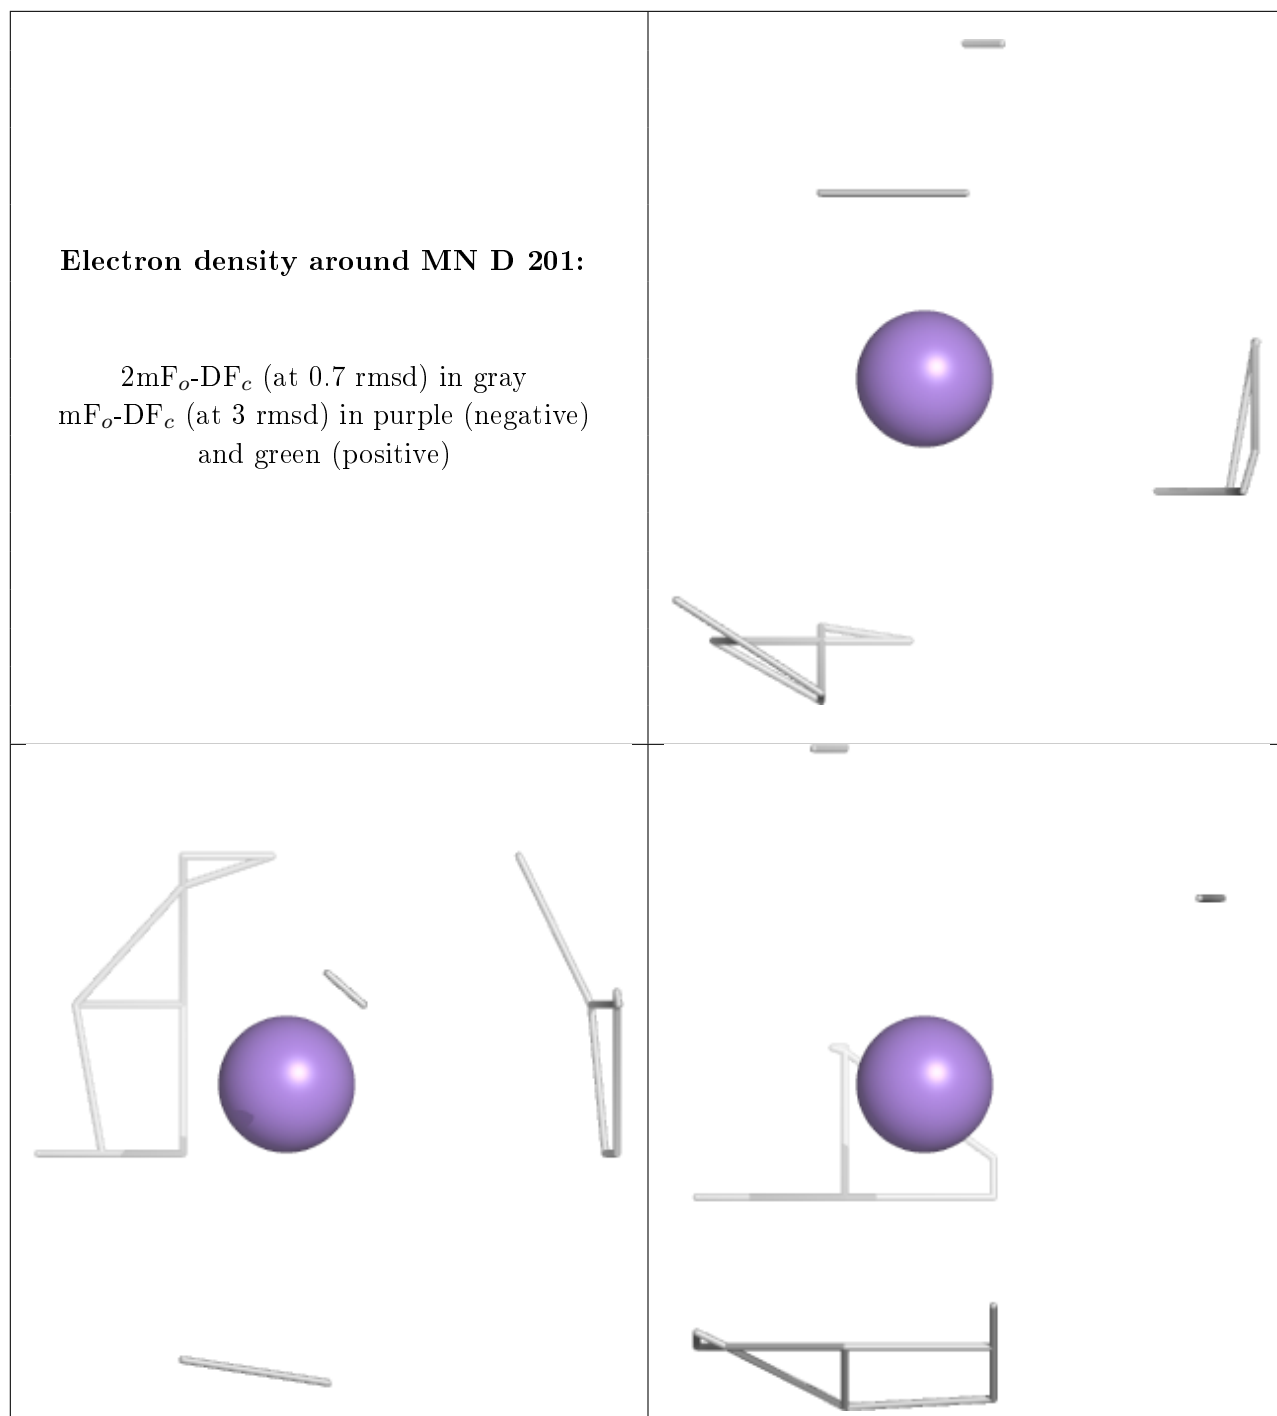 Electron density around MN D 201:
2mFo-DFc (at 0.7 rmsd) in gray
mFo-DFc (at 3 rmsd) in purple (negative)
and green (positive)